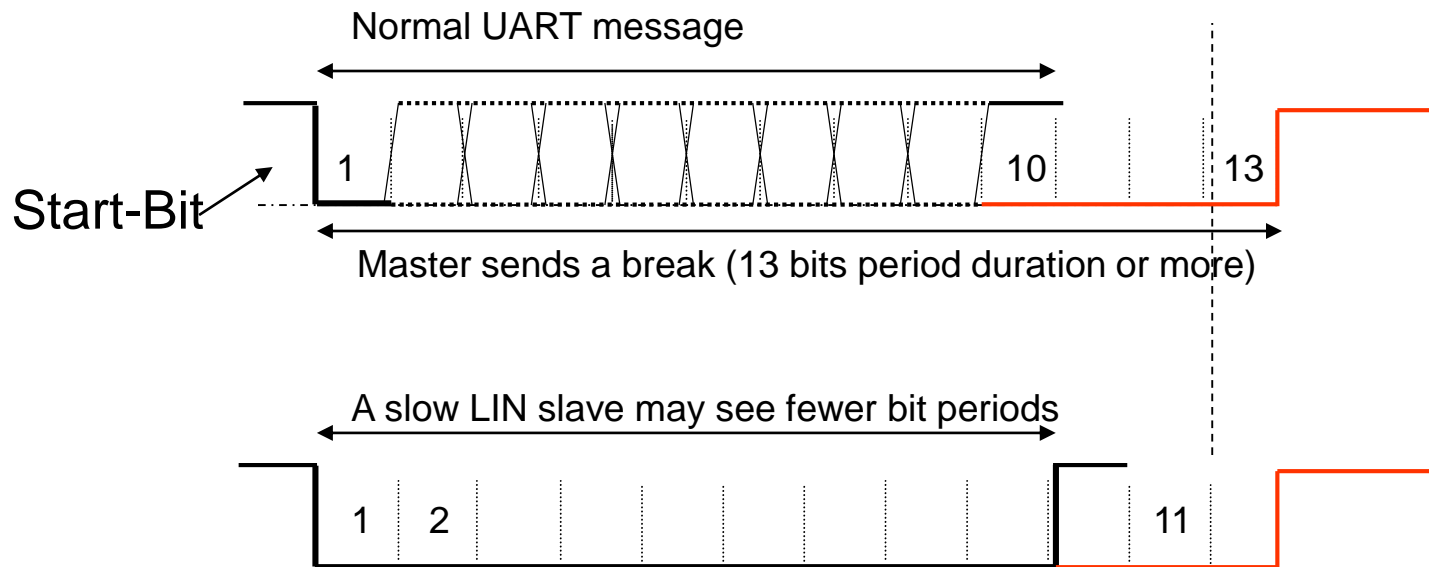 Normal UART message
1
10
13
Start-Bit
Master sends a break (13 bits period duration or more)
A slow LIN slave may see fewer bit periods
1
2
11